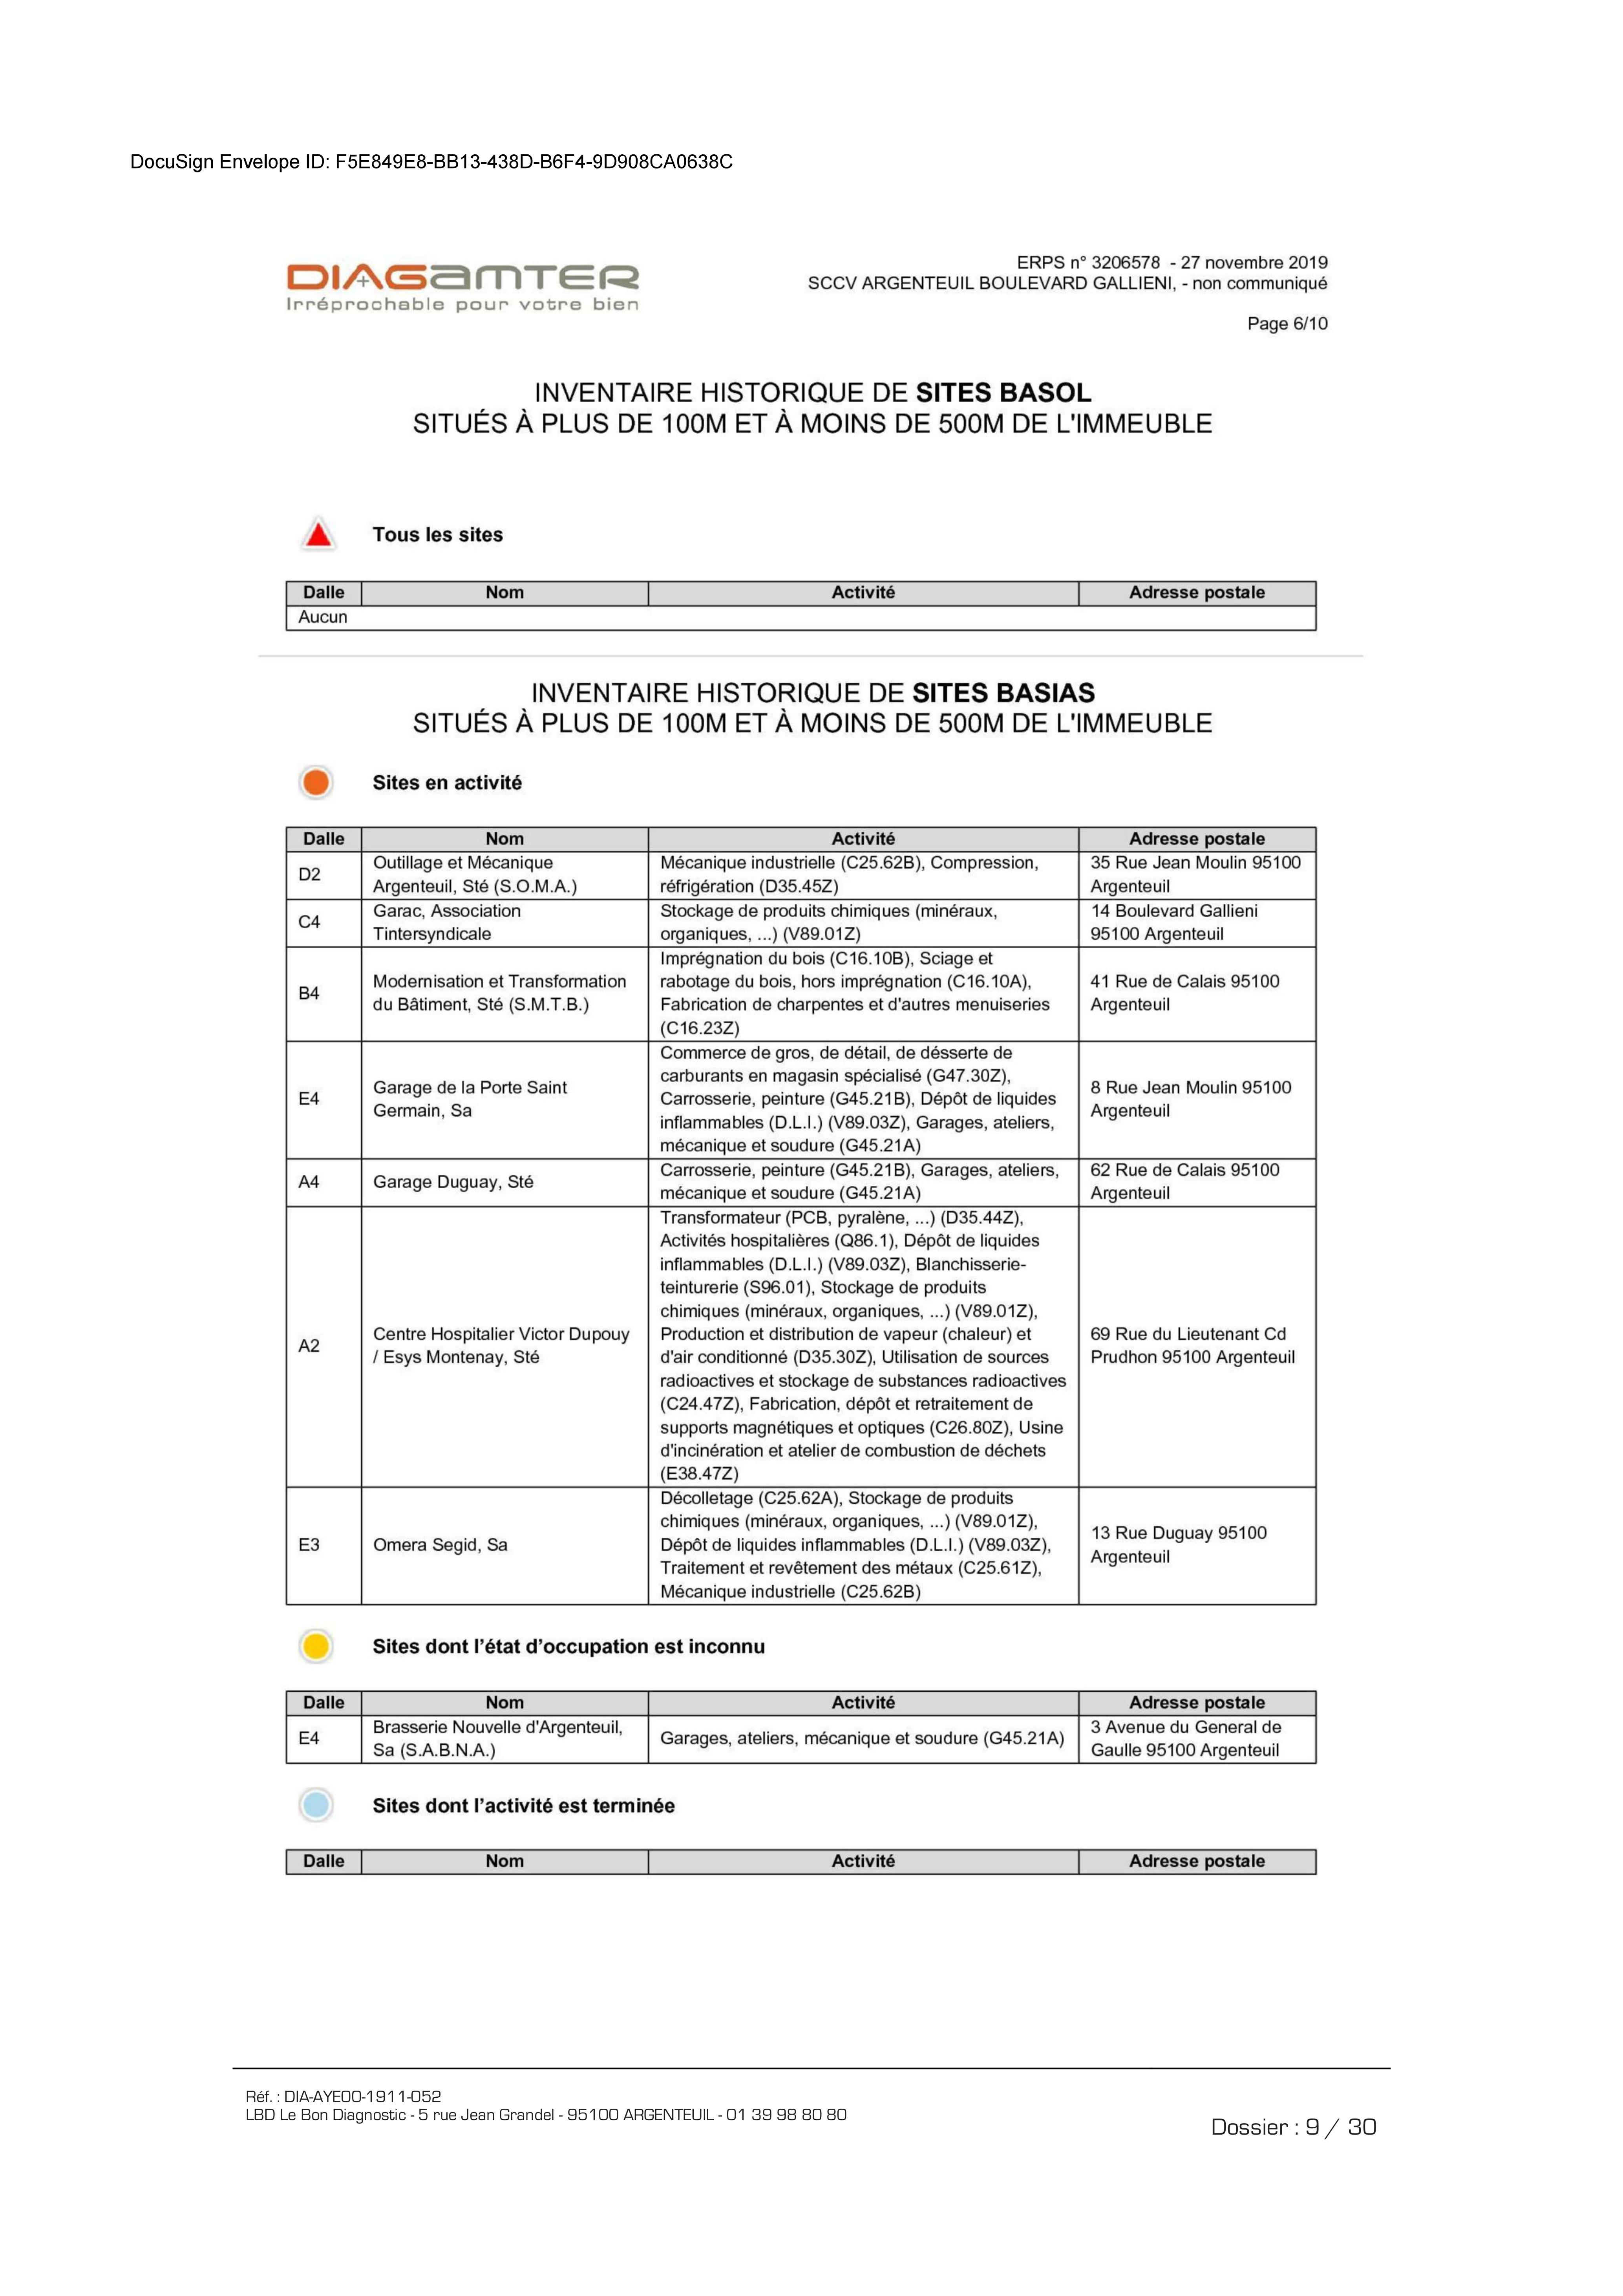 DocuSign Envelope ID: F5E849E8-BB13-438D-B6F4-9D908CA0638C
DIAGAMTER
Irréprochable pour votre bien
ERPS n° 3206578 - 27 novembre 2019
SCCV ARGENTEUIL BOULEVARD GALLIENI, - non communiqué
Page 6/10
INVENTAIRE HISTORIQUE DE SITES BASOL
SITUÉS À PLUS DE 100M ET À MOINS DE 500M DE L'IMMEUBLE
Tous les sites
Dalle Nom Activité Adresse postale
Aucun
INVENTAIRE HISTORIQUE DE SITES BASIAS
SITUÉS À PLUS DE 100M ET À MOINS DE 500M DE L'IMMEUBLE
Sites en activité
Dalle Nom Activité Adresse postale
D2
Outillage et Mécanique
Argenteuil, Sté (S.O.M.A.)
Mécanique industrielle (C25.62B), Compression,
réfrigération (D35.45Z)
35 Rue Jean Moulin 95100
Argenteuil
C4
Garac, Association
Tintersyndicale
Stockage de produits chimiques (minéraux,
organiques, ...) (V89.01Z)
14 Boulevard Gallieni
95100 Argenteuil
B4
Modernisation et Transformation
du Bâtiment, Sté (S.M.T.B.)
Imprégnation du bois (C16.10B), Sciage et
rabotage du bois, hors imprégnation (C16.10A),
Fabrication de charpentes et d'autres menuiseries
(C16.23Z)
41 Rue de Calais 95100
Argenteuil
E4
Garage de la Porte Saint
Germain, Sa
Commerce de gros, de détail, de désserte de
carburants en magasin spécialisé (G47.30Z),
Carrosserie, peinture (G45.21B), Dépôt de liquides
inflammables (D.L.I.) (V89.03Z), Garages, ateliers,
mécanique et soudure (G45.21A)
8 Rue Jean Moulin 95100
Argenteuil
A4
Garage Duguay, Sté
Carrosserie, peinture (G45.21B), Garages, ateliers,
mécanique et soudure (G45.21A)
62 Rue de Calais 95100
Argenteuil
A2
Centre Hospitalier Victor Dupouy
/ Esys Montenay, Sté
Transformateur (PCB, pyralène, ...) (D35.44Z),
Activités hospitalières (Q86.1), Dépôt de liquides
inflammables (D.L.I.) (V89.03Z), Blanchisserie-
teinturerie (S96.01), Stockage de produits
chimiques (minéraux, organiques, ...) (V89.01Z),
Production et distribution de vapeur (chaleur) et
d'air conditionné (D35.30Z), Utilisation de sources
radioactives et stockage de substances radioactives
(C24.47Z), Fabrication, dépôt et retraitement de
supports magnétiques et optiques (C26.80Z), Usine
d'incinération et atelier de combustion de déchets
(E38.47Z)
69 Rue du Lieutenant Cd
Prudhon 95100 Argenteuil
E3
Omera Segid, Sa
Décolletage (C25.62A), Stockage de produits
chimiques (minéraux, organiques, ...) (V89.01Z),
Dépôt de liquides inflammables (D.L.I.) (V89.03Z),
Traitement et revêtement des métaux (C25.61Z),
Mécanique industrielle (C25.62B)
13 Rue Duguay 95100
Argenteuil
Sites dont l'état d'occupation est inconnu
Dalle Nom Activité Adresse postale
E4
Brasserie Nouvelle d'Argenteuil,
Sa (S.A.B.N.A.)
Garages, ateliers, mécanique et soudure (G45.21A)
3 Avenue du General de
Gaulle 95100 Argenteuil
Sites dont l'activité est terminée
Dalle Nom Activité Adresse postale
Réf. : DIA-AYE00-1911-052
LBD Le Bon Diagnostic - 5 rue Jean Grandel - 95100 ARGENTEUIL - 01 39 98 80 80
Dossier : 9 / 30